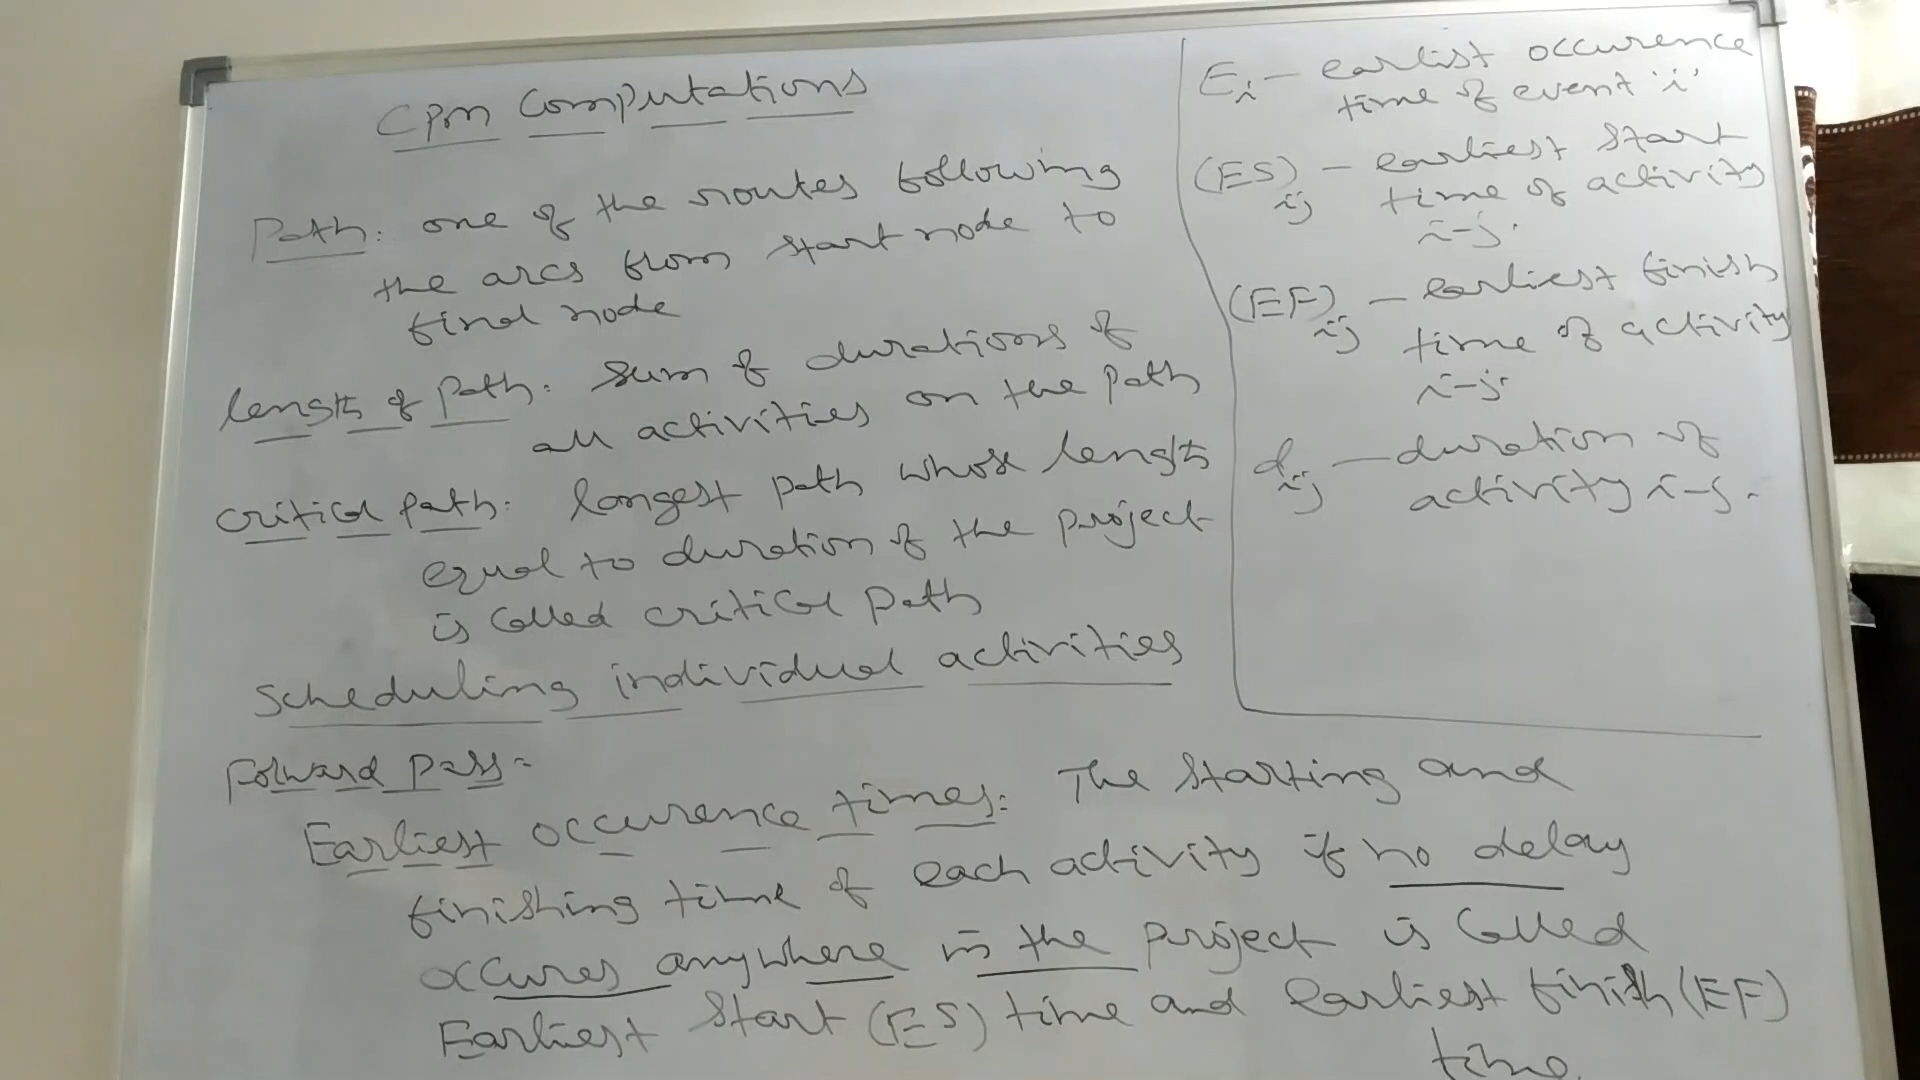 CPM Computations
Path: one of the routes following
the arcs from start node to
final node
length of path: sum of durations of
all activities on the path
critical path: longest path whose length
equal to duration of the project
is called critical path
Scheduling individual activities
Forward pass:
Earliest occurence times: The starting and
finishing time of each activity if no delay
occures anywhere in the project is called
Earliest start (ES) time and earliest finish (EF)
time.
Ei – earlist occurence
time of event 'i'
(ES)ij – earliest start
time of activity
i-j.
(EF)ij – earliest finish
time of activity
i-j.
dij – duration of
activity i-j.